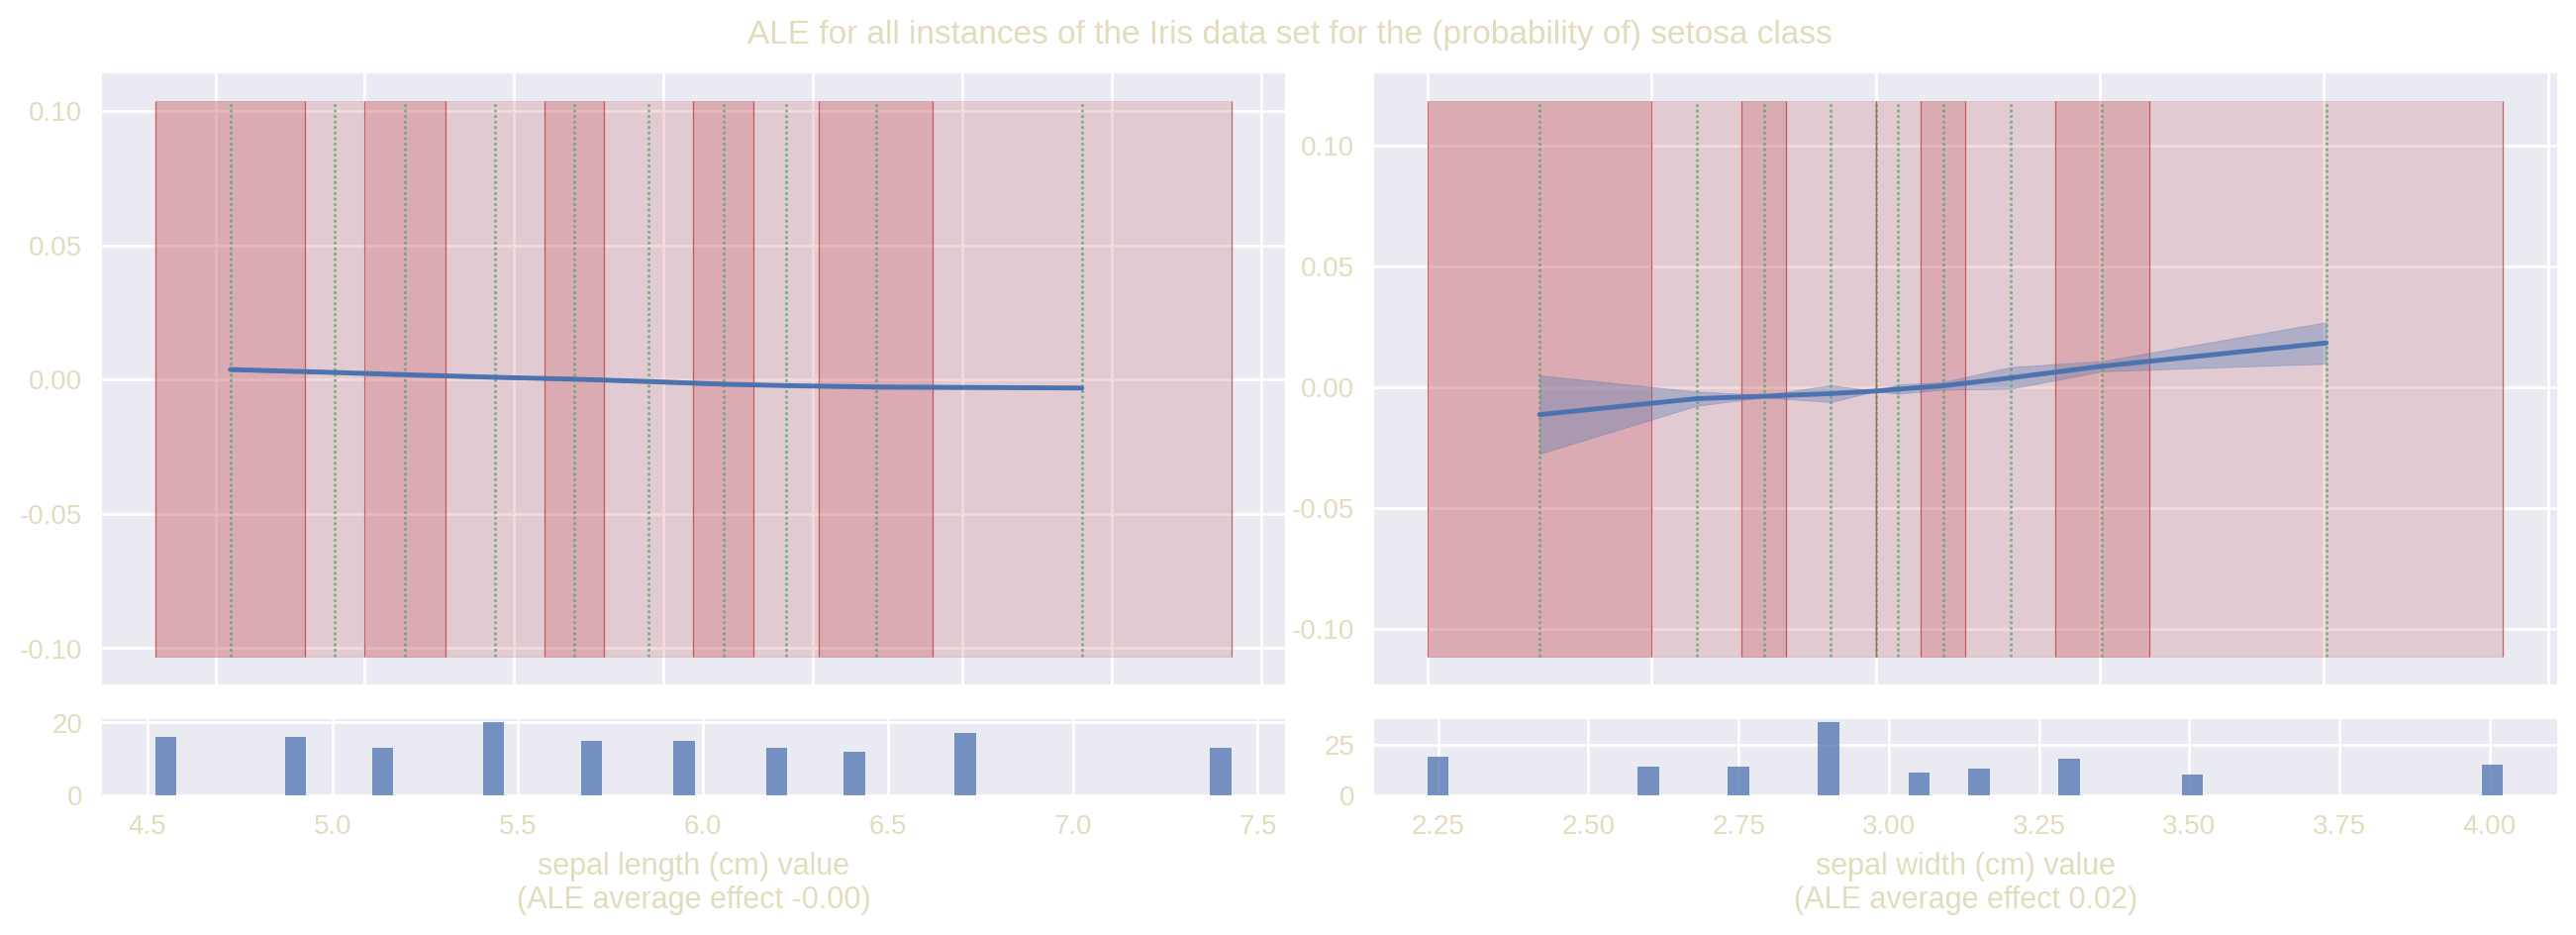 ALE for all instances of the Iris data set for the (probability of) setosa class
0.10
0.05
0.00
-0.05
-0.10
0.10
0.05
0.00
-0.05
-0.10
20
0
4.5 5.0 5.5 6.0 6.5 7.0 7.5
sepal length (cm) value
(ALE average effect -0.00)
25
0
2.25 2.50 2.75 3.00 3.25 3.50 3.75 4.00
sepal width (cm) value
(ALE average effect 0.02)